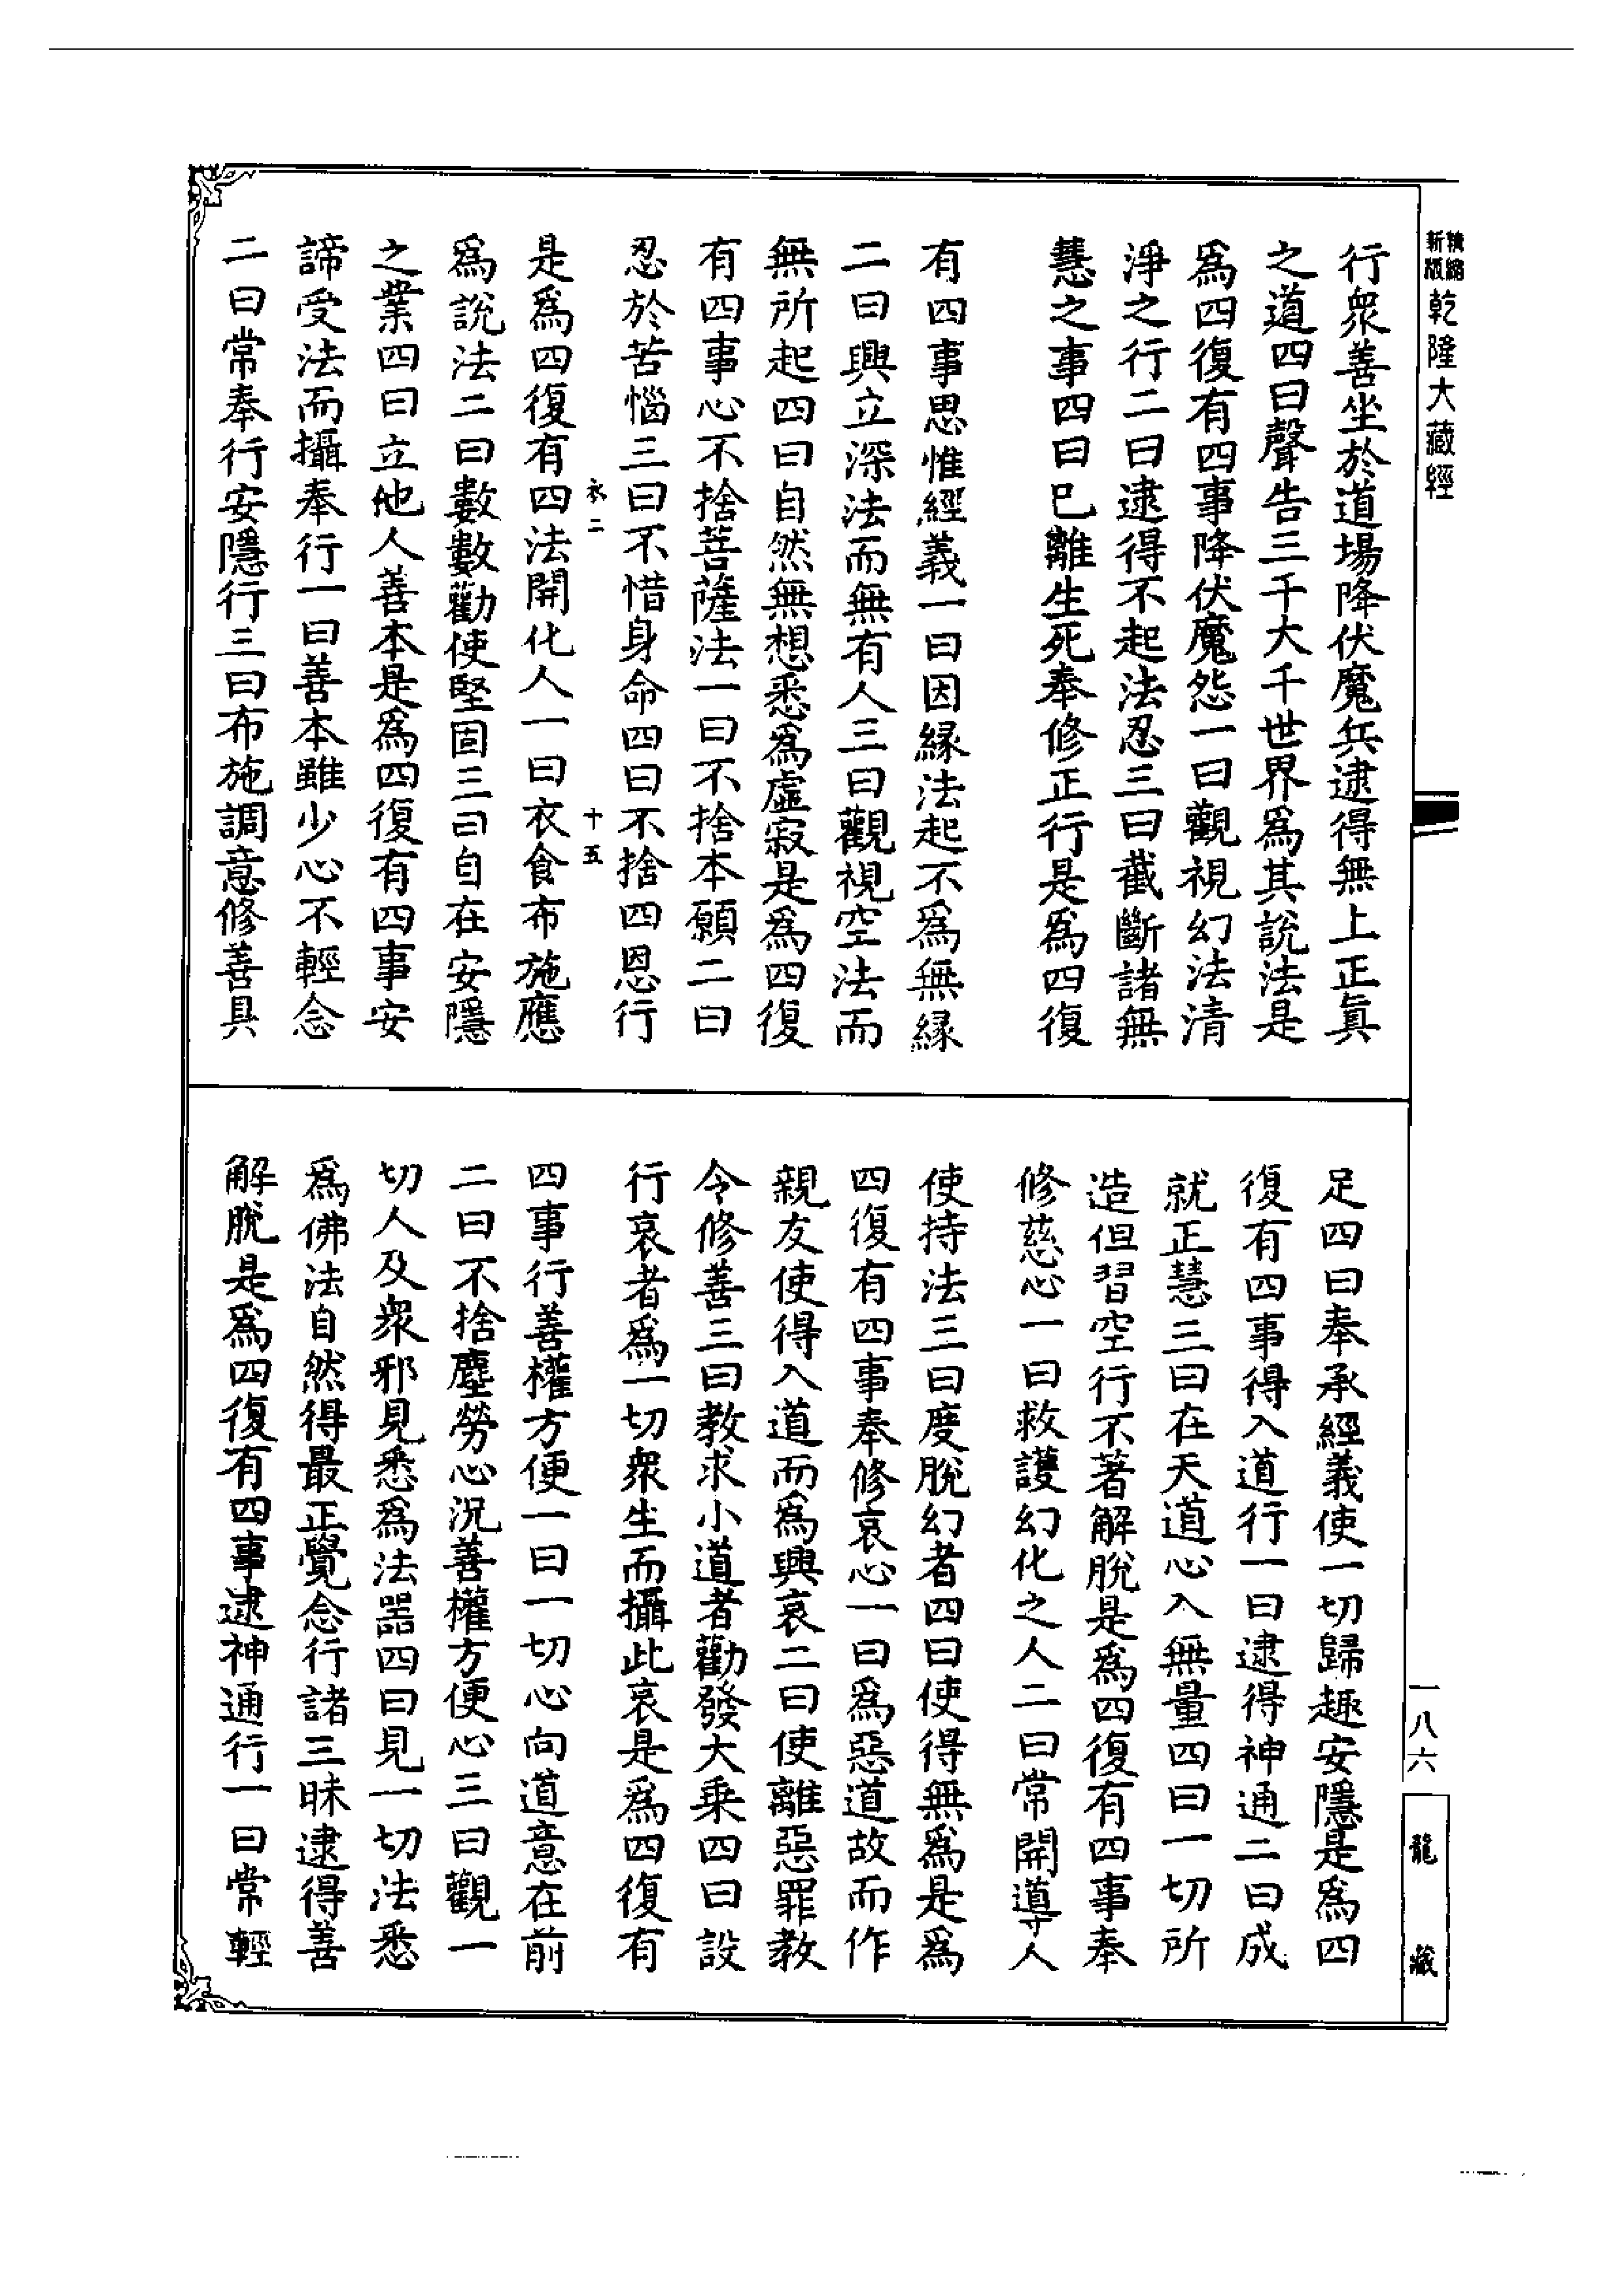 精縮
新版
乾隆大藏經
行衆善坐於道場降伏魔兵逮得無上正眞
之道四曰聲告三千大千世界爲其說法是
爲四復有四事降伏魔怨一曰觀視幻法清
淨之行二曰逮得不起法忍三曰截斷諸無
慧之事四曰已離生死奉修正行是爲四復
有四事思惟經義一曰因緣法起不爲無緣
二曰興立深法而無有人三曰觀視空法而
無所起四曰自然無想悉爲虛寂是爲四復
有四事心不捨菩薩法一曰不捨本願二曰
忍於苦惱三曰不惜身命四曰不捨四恩行
衣二 十五
是爲四復有四法開化人一曰衣食布施應
爲說法二曰數數勸使堅固三曰自在安隱
之業四曰立他人善本是爲四復有四事安
諦受法而攝奉行一曰善本雖少心不輕念
二曰常奉行安隱行三曰布施調意修善具
足四曰奉承經義使一切歸趣安隱是爲四
復有四事得入道行一曰逮得神通二曰成
就正慧三曰在天道心入無量四曰一切所
造但習空行不著解脫是爲四復有四事奉
修慈心一曰救護幻化之人二曰常開導人
使持法三曰度脫幻者四曰使得無爲是爲
四復有四事奉修哀心一曰爲惡道故而作
親友使得入道而爲興哀二曰使離惡罪教
令修善三曰教求小道者勸發大乘四曰設
行哀者爲一切衆生而攝此哀是爲四復有
四事行善權方便一曰一切心向道意在前
二曰不捨塵勞心況善權方便心三曰觀一
切人及衆邪見悉爲法器四曰見一切法悉
爲佛法自然得最正覺念行諸三昧逮得善
解脫是爲四復有四事逮神通行一曰常輕
一八六
龍藏